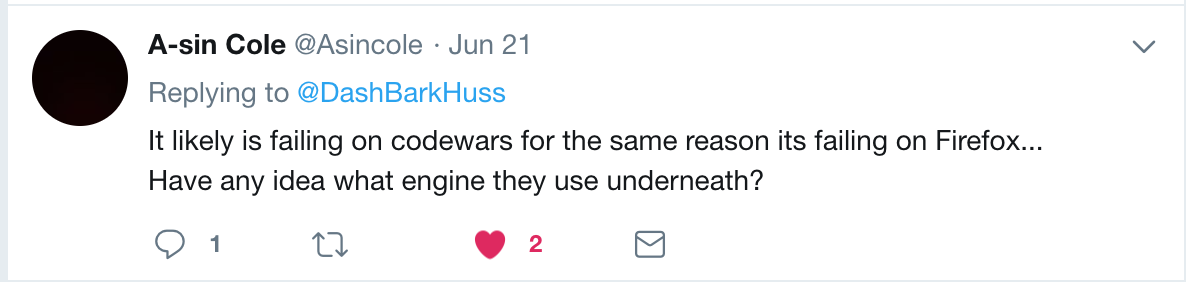 A-sin Cole @Asincole · Jun 21
Replying to @DashBarkHuss
It likely is failing on codewars for the same reason its failing on Firefox...
Have any idea what engine they use underneath?
1 2